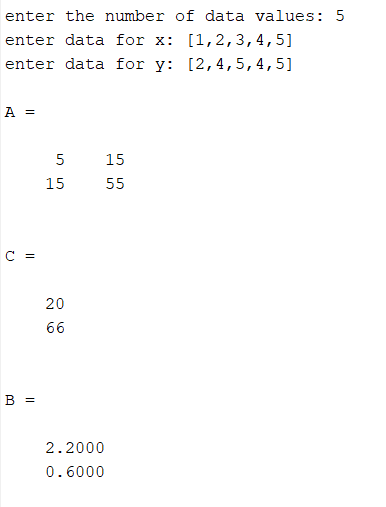 enter the number of data values: 5
enter data for x: [1,2,3,4,5]
enter data for y: [2,4,5,4,5]
A =
5 15
15 55
C =
20
66
B =
2.2000
0.6000